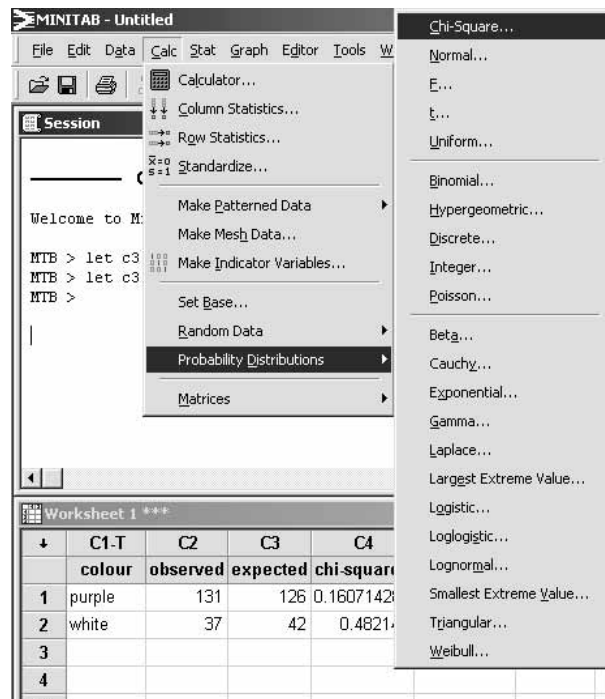 MINITAB - Untitled
File Edit Data Calc Stat Graph Editor Tools W
Calculator...
Column Statistics...
Row Statistics...
Standardize...
Make Patterned Data
Make Mesh Data...
Make Indicator Variables...
Set Base...
Random Data
Probability Distributions
Matrices
Chi-Square...
Normal...
F...
t...
Uniform...
Binomial...
Hypergeometric...
Discrete...
Integer...
Poisson...
Beta...
Cauchy...
Exponential...
Gamma...
Laplace...
Largest Extreme Value...
Logistic...
Loglogistic...
Lognormal...
Smallest Extreme Value...
Triangular...
Weibull...
Session
Welcome to M
MTB > let c3
MTB > let c3
MTB >
Worksheet 1 ***
C1-T C2 C3 C4
colour observed expected chi-square
1 purple 131 126 0.1607142
2 white 37 42 0.4821
3
4